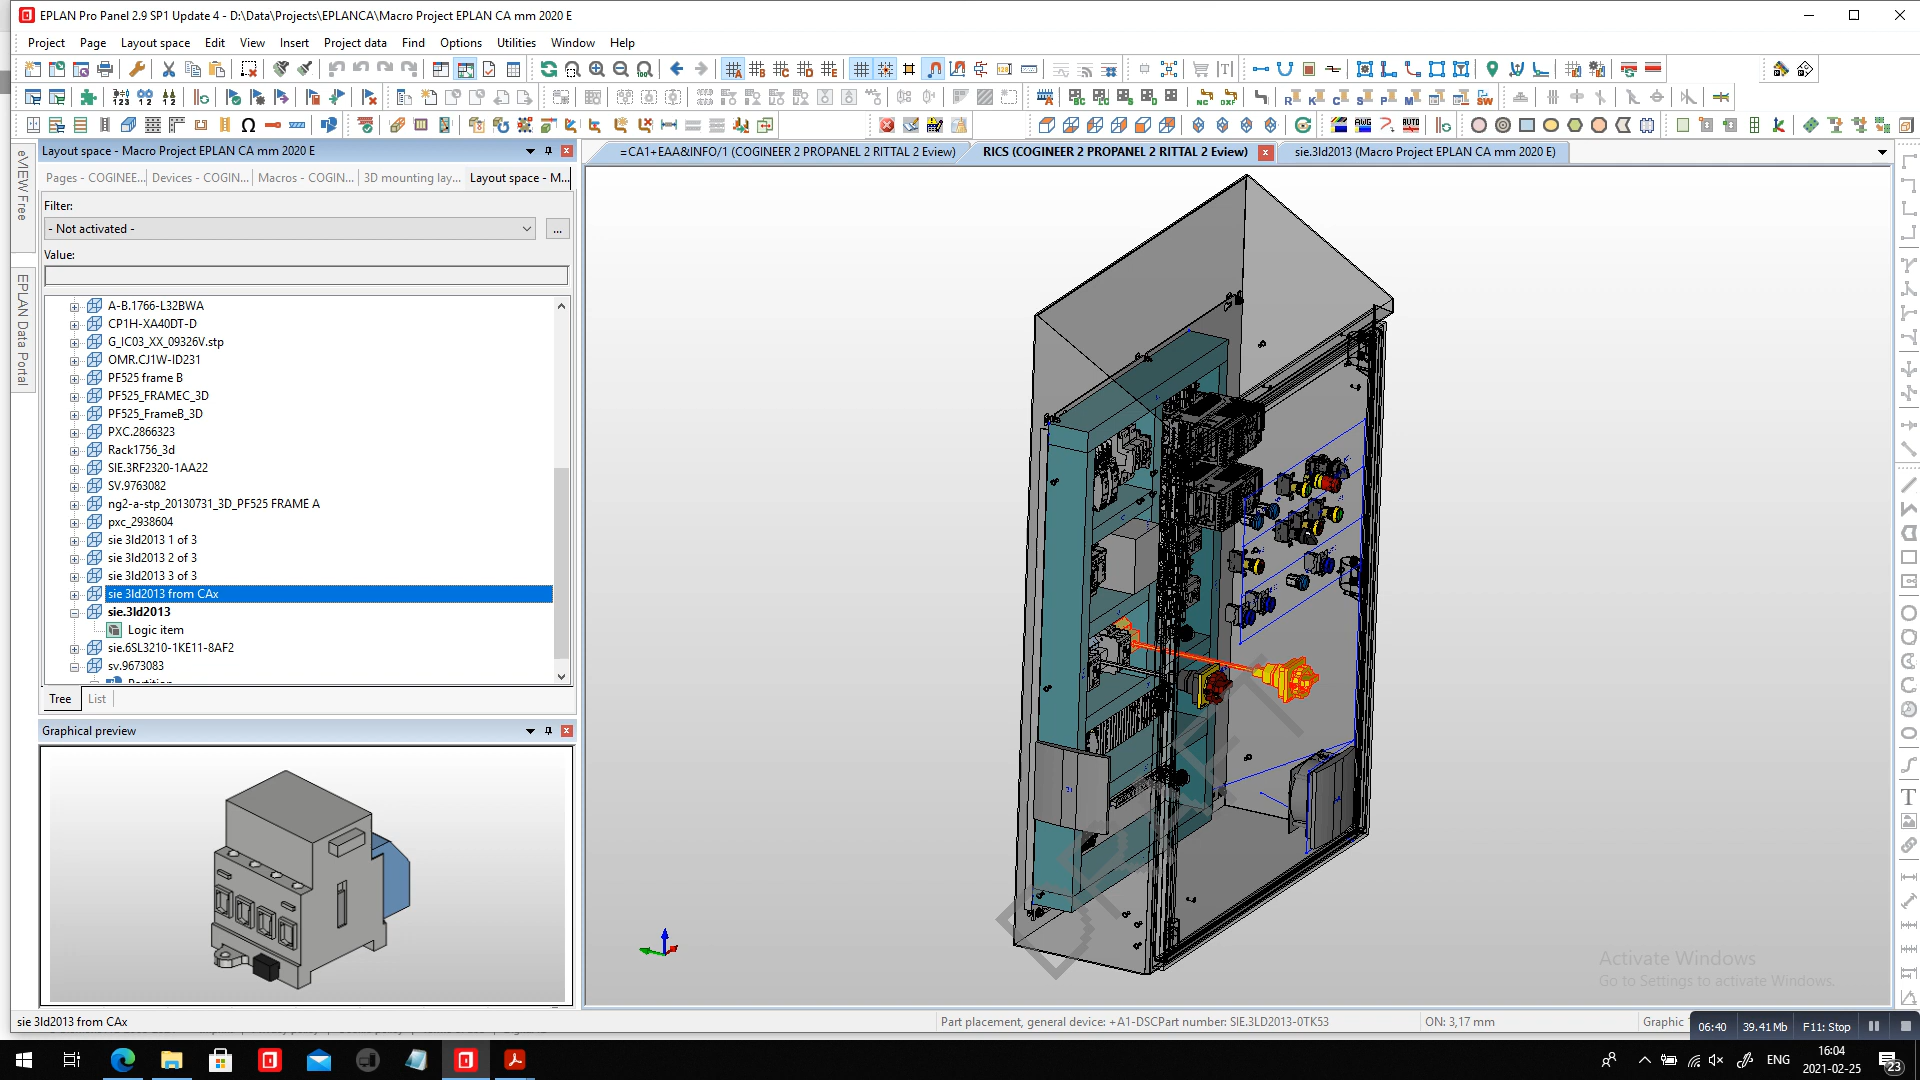 EPLAN Pro Panel 2.9 SP1 Update 4 - D:\Data\Projects\EPLANCA\Macro Project EPLAN CA mm 2020 E
Project Page Layout space Edit View Insert Project data Find Options Utilities Window Help
eVIEW Free
EPLAN Data Portal
Layout space - Macro Project EPLAN CA mm 2020 E
Pages - COGINEE... Devices - COGIN... Macros - COGIN... 3D mounting lay... Layout space - M...
Filter:
- Not activated -
...
Value:
A-B.1766-L32BWA
CP1H-XA40DT-D
G_IC03_XX_09326V.stp
OMR.CJ1W-ID231
PF525 frame B
PF525_FRAMEC_3D
PF525_FrameB_3D
PXC.2866323
Rack1756_3d
SIE.3RF2320-1AA22
SV.9763082
ng2-a-stp_20130731_3D_PF525 FRAME A
pxc_2938604
sie 3ld2013 1 of 3
sie 3ld2013 2 of 3
sie 3ld2013 3 of 3
sie 3ld2013 from CAx
sie.3ld2013
Logic item
sie.6SL3210-1KE11-8AF2
sv.9673083
Tree List
Graphical preview
=CA1+EAA&INFO/1 (COGINEER 2 PROPANEL 2 RITTAL 2 Eview) RICS (COGINEER 2 PROPANEL 2 RITTAL 2 Eview) sie.3ld2013 (Macro Project EPLAN CA mm 2020 E)
DRAFT
Activate Windows
Go to Settings to activate Windows.
sie 3ld2013 from CAx
Part placement, general device: +A1-DSCPart number: SIE.3LD2013-0TK53
ON: 3,17 mm
Graphic
06:40 39.41 Mb F11: Stop
ENG
16:04
2021-02-25
23